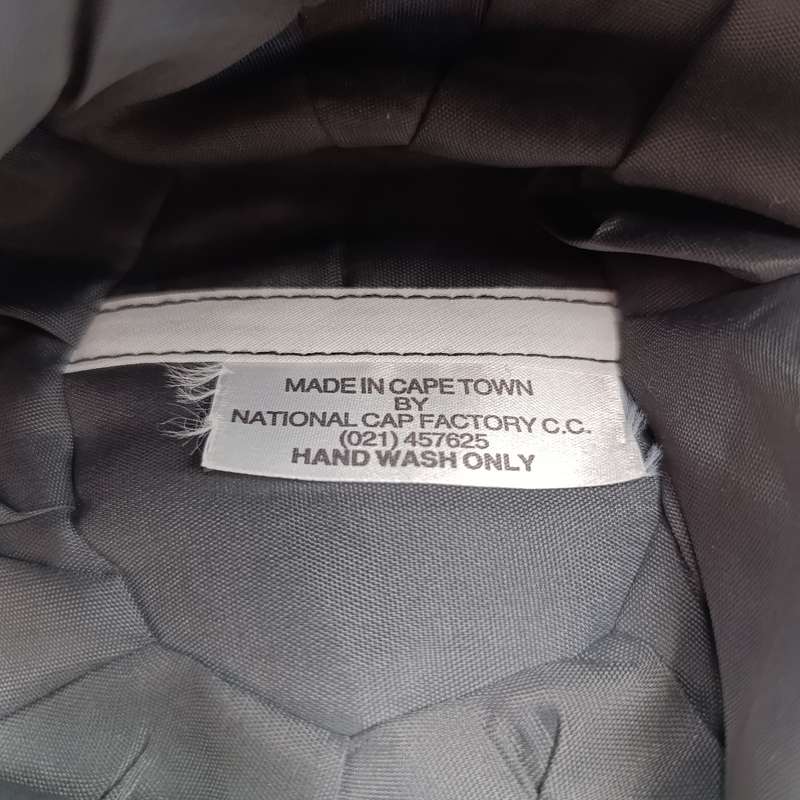 MADE IN CAPE TOWN
BY
NATIONAL CAP FACTORY C.C.
(021) 457625
HAND WASH ONLY